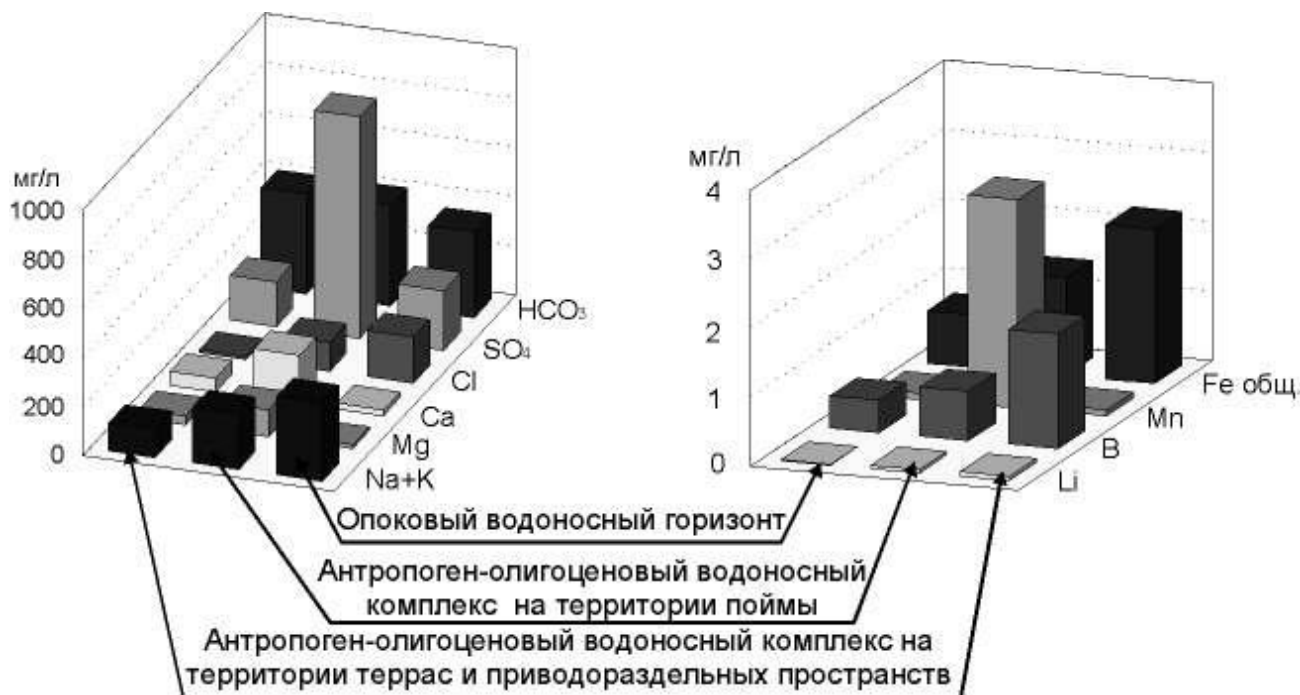 мг/л
1000
800
600
400
200
0
HCO₃
SO₄
Cl
Ca
Mg
Na+K
мг/л
4
3
2
1
0
Fe общ.
Mn
B
Li
Опоковый водоносный горизонт
Антропоген-олигоценовый водоносный
комплекс на территории поймы
Антропоген-олигоценовый водоносный комплекс на
территории террас и приводораздельных пространств